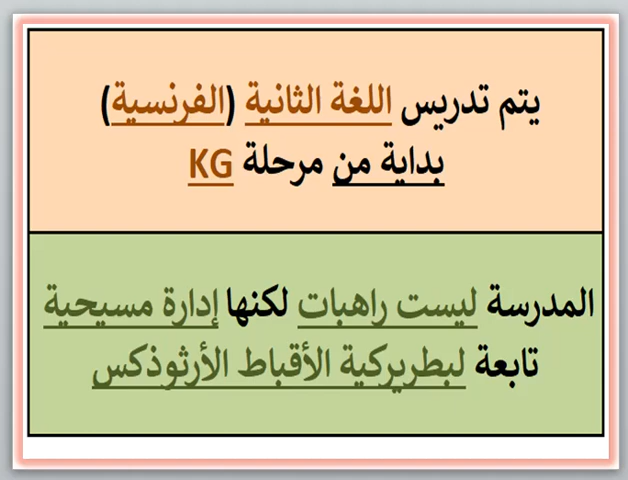 يتم تدريس اللغة الثانية (الفرنسية)
بداية من مرحلة KG
المدرسة ليست راهبات لكنها إدارة مسيحية
تابعة لبطريركية الأقباط الأرثوذكس